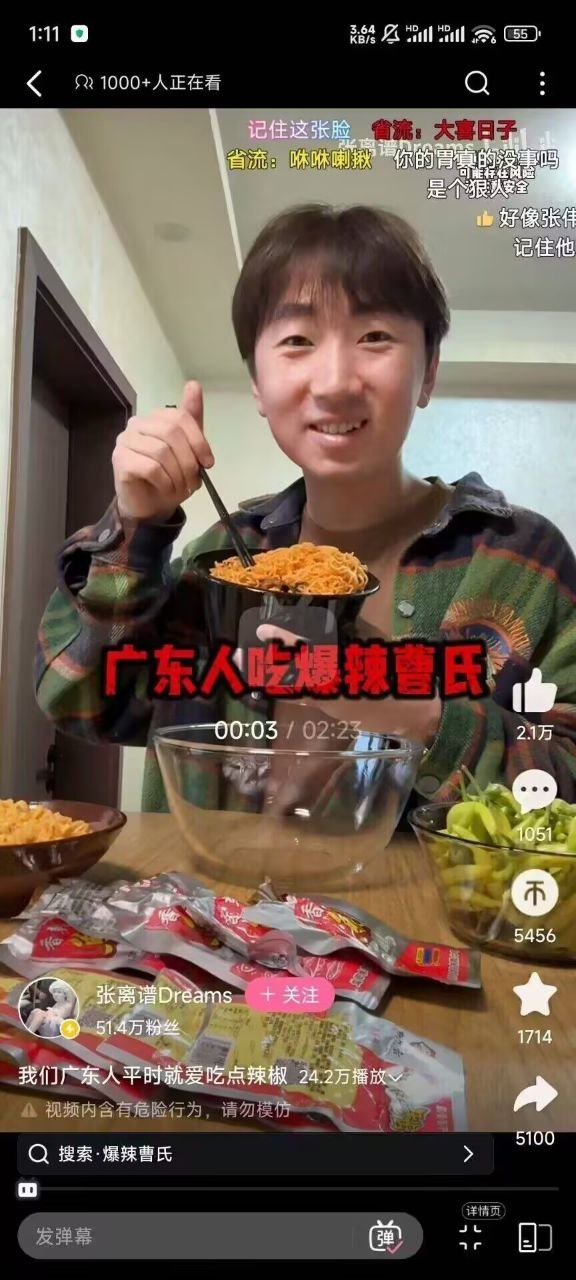 1:11
3.64 KB/s HD HD 6 55
1000+人正在看
记住这张脸 省流：大喜日子
张离谱Dreams
省流：咻咻喇揪 你的胃真的没事吗
可能存在风险
是个狠人
好像张伟
记住他
广东人吃爆辣曹氏
00:03 / 02:23
2.1万
1051
5456
1714
5100
张离谱Dreams + 关注
51.4万粉丝
我们广东人平时就爱吃点辣椒 24.2万播放
视频内含有危险行为，请勿模仿
搜索·爆辣曹氏
发弹幕
弹
详情页